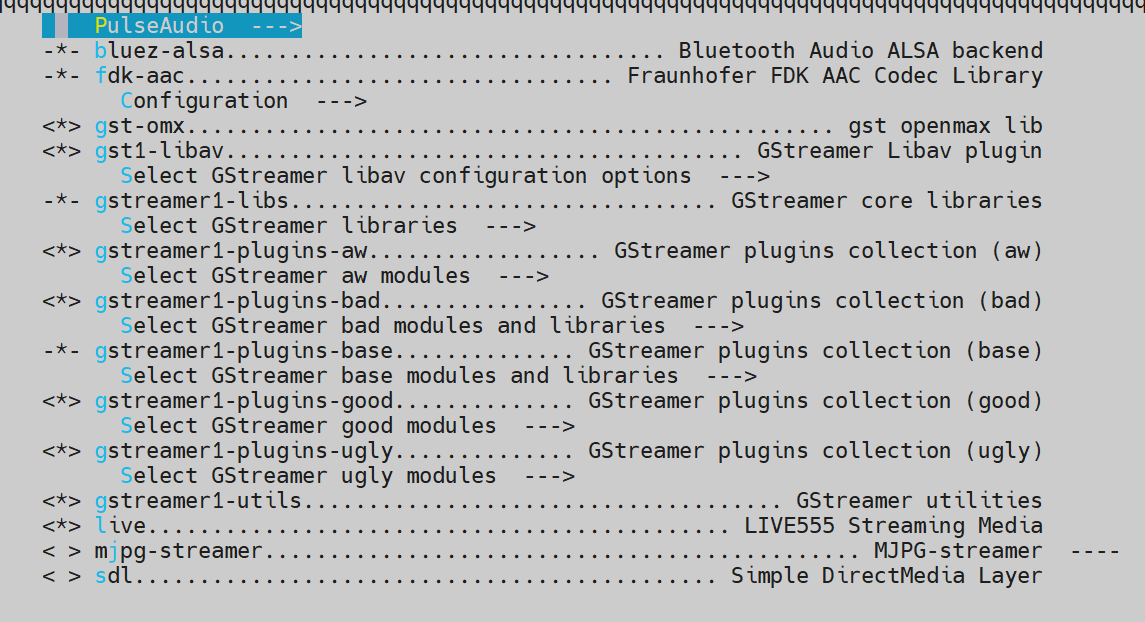 qqqqqqqqqqqqqqqqqqqqqqqqqqqqqqqqqqqqqqqqqqqqqqqqqqqqqqqqqqqqqqqqqqqqqqqqqqqqqqqqqqqqqqqq
PulseAudio  --->
-*- bluez-alsa.................................. Bluetooth Audio ALSA backend
-*- fdk-aac................................. Fraunhofer FDK AAC Codec Library
Configuration  --->
<*> gst-omx.................................................. gst openmax lib
<*> gst1-libav........................................ GStreamer Libav plugin
Select GStreamer libav configuration options  --->
-*- gstreamer1-libs................................. GStreamer core libraries
Select GStreamer libraries  --->
<*> gstreamer1-plugins-aw.................. GStreamer plugins collection (aw)
Select GStreamer aw modules  --->
<*> gstreamer1-plugins-bad................ GStreamer plugins collection (bad)
Select GStreamer bad modules and libraries  --->
-*- gstreamer1-plugins-base.............. GStreamer plugins collection (base)
Select GStreamer base modules and libraries  --->
<*> gstreamer1-plugins-good.............. GStreamer plugins collection (good)
Select GStreamer good modules  --->
<*> gstreamer1-plugins-ugly.............. GStreamer plugins collection (ugly)
Select GStreamer ugly modules  --->
<*> gstreamer1-utils..................................... GStreamer utilities
<*> live............................................. LIVE555 Streaming Media
< > mjpg-streamer.............................................. MJPG-streamer  ----
< > sdl............................................. Simple DirectMedia Layer